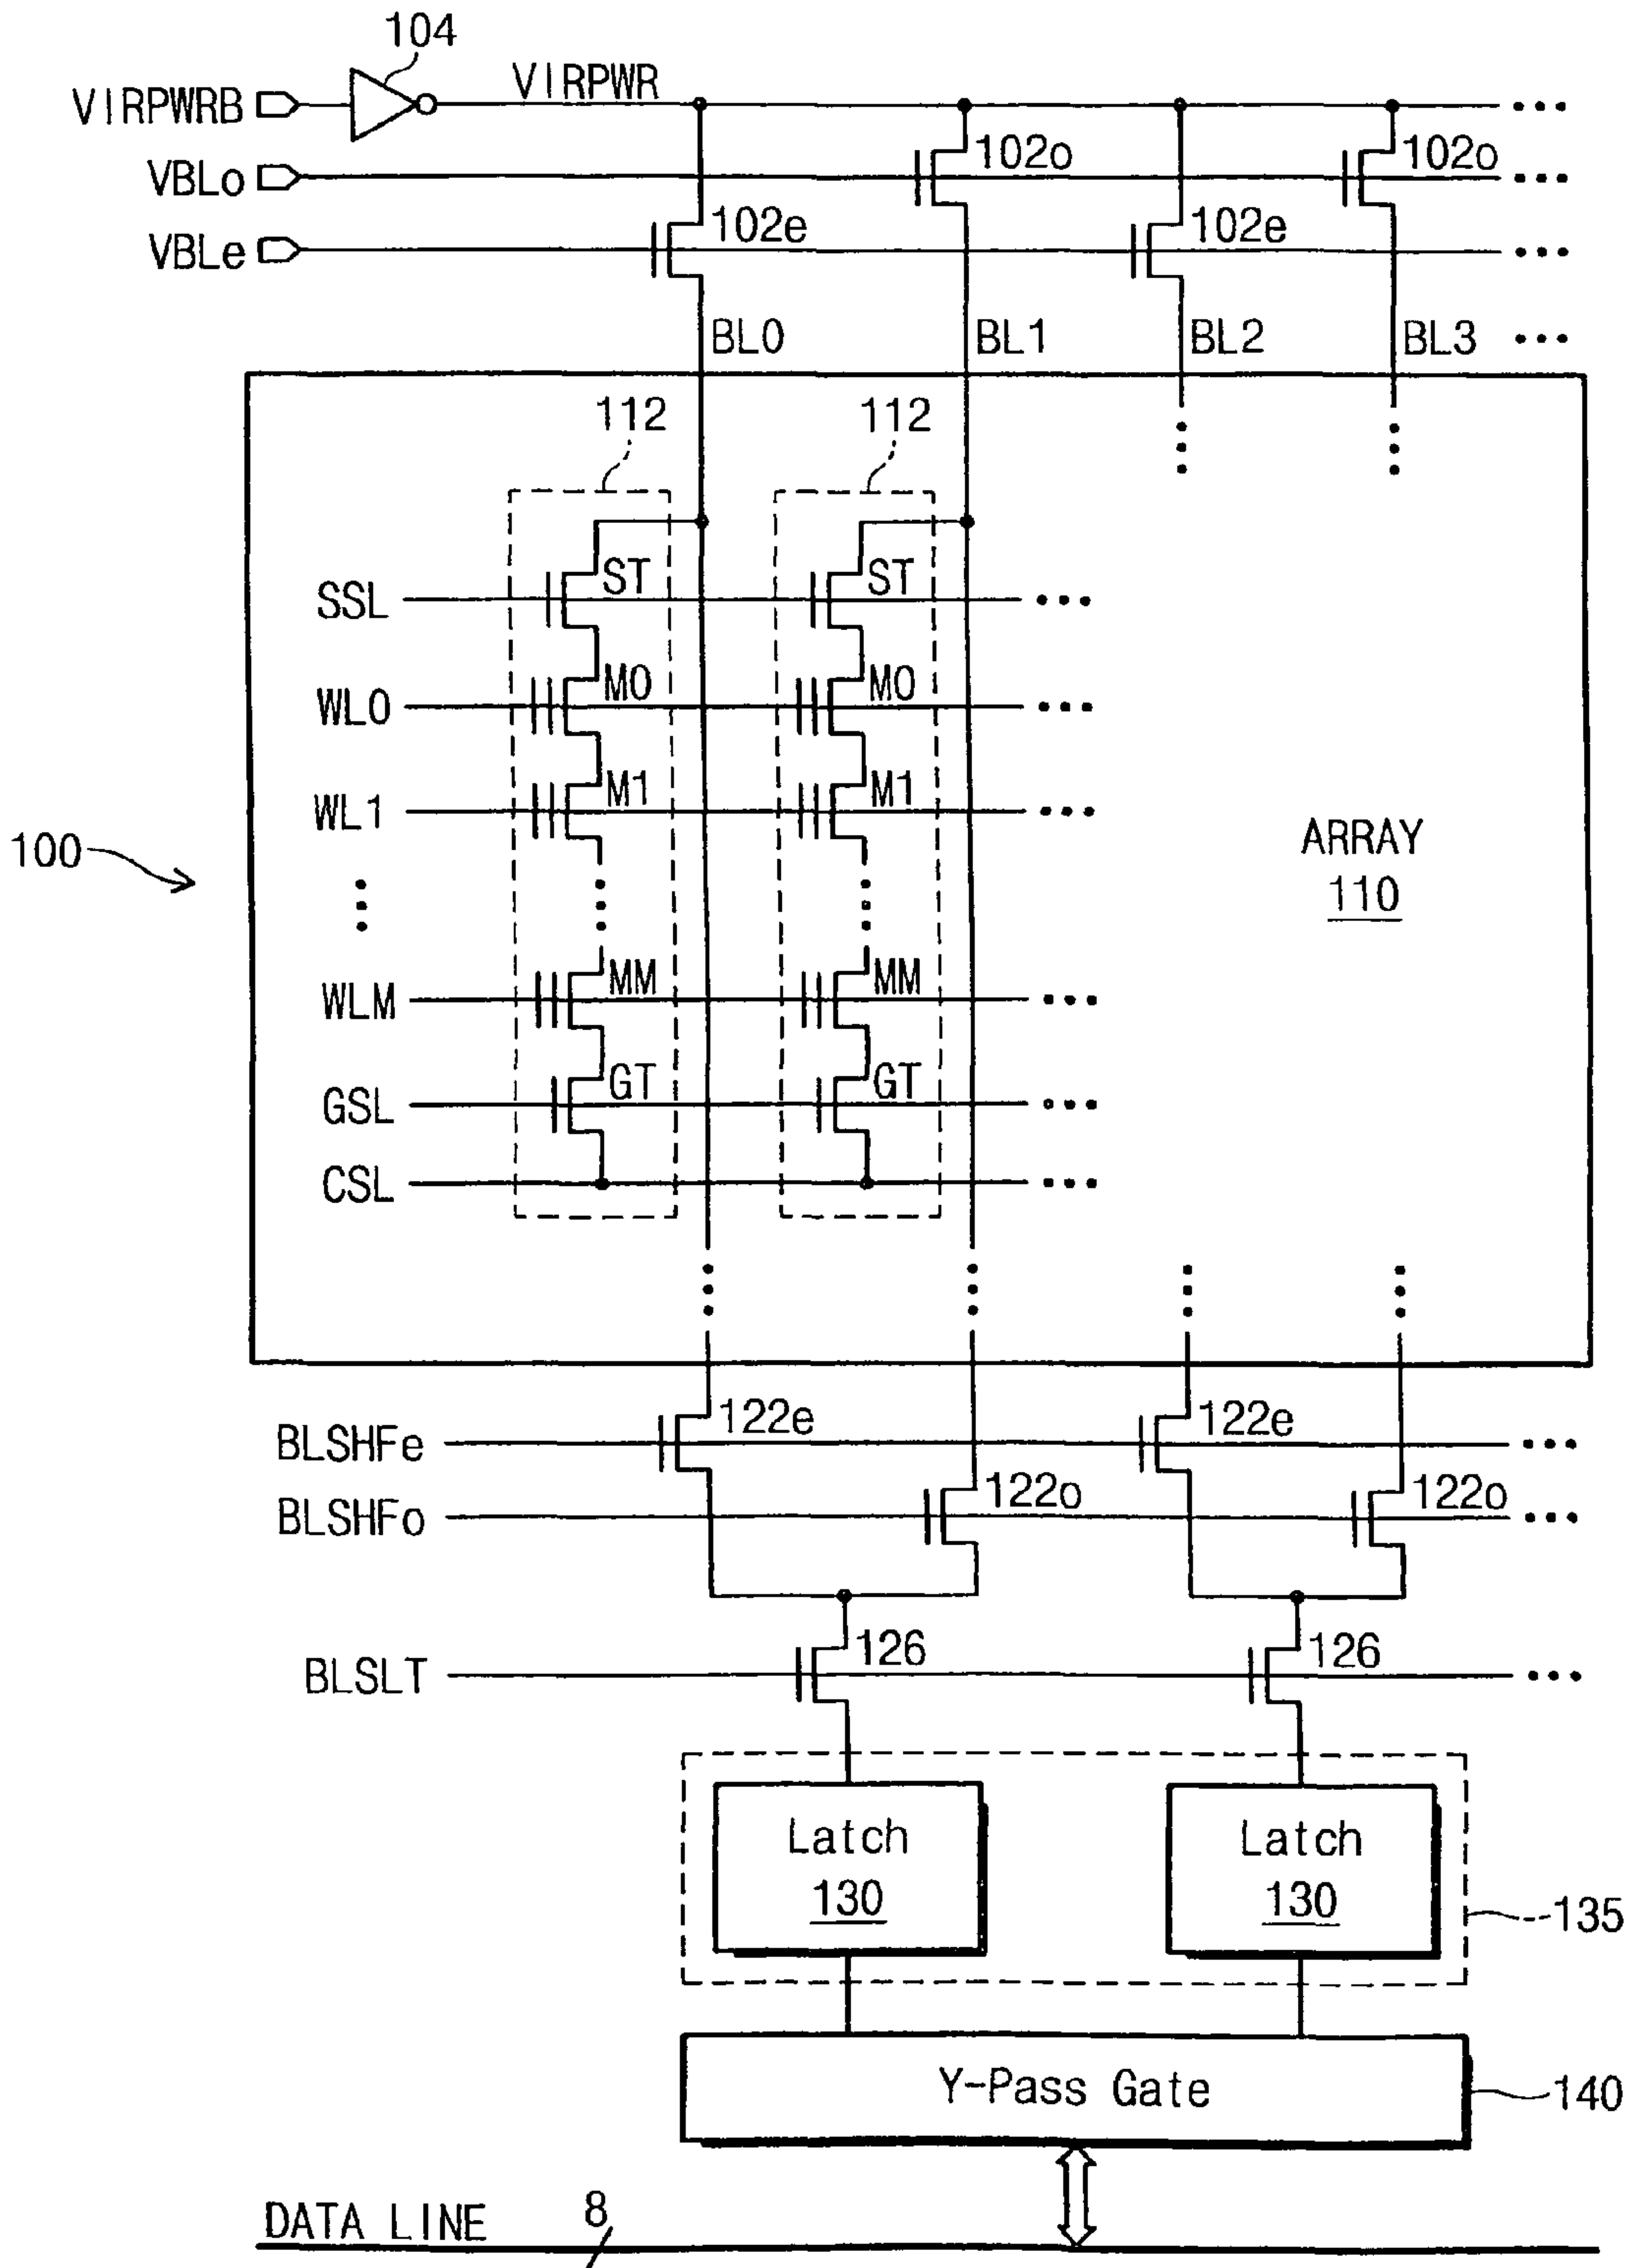 104
VIRPWRB VIRPWR
VBLo 102o 102o
VBLe 102e 102e
BL0 BL1 BL2 BL3
112 112
SSL ST ST
WL0 M0 M0
WL1 M1 M1
100
ARRAY
110
WLM MM MM
GSL GT GT
CSL
BLSHFe 122e 122e
BLSHFo 122o 122o
BLSLT 126 126
Latch Latch
130 130
135
Y-Pass Gate 140
DATA LINE 8